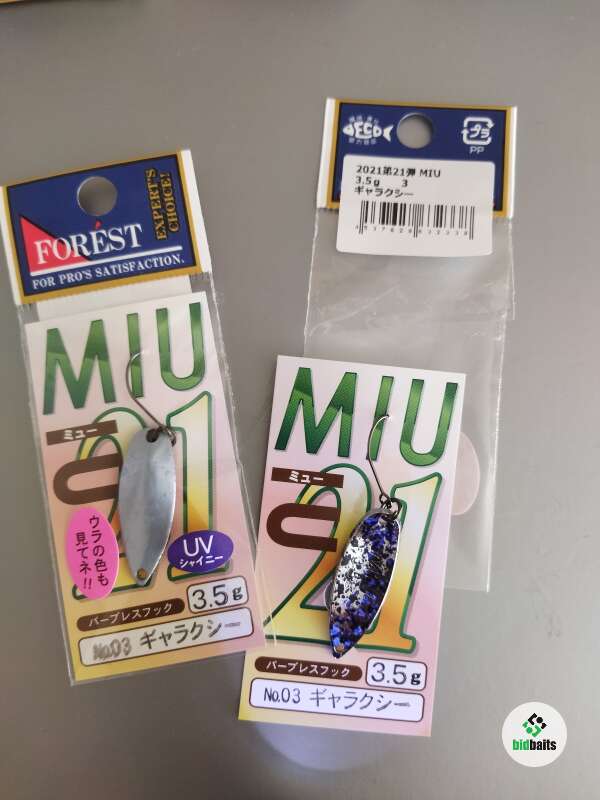 FORÉST
FOR PRO'S SATISFACTION.
EXPERT'S
CHOICE!
MIU
ミュー
21
ウラの色も
見てネ!!
UV
シャイニー
バーブレスフック
3.5g
No.03 ギャラクシー
PP
プラ
2021第21弾 MIU
3.5g 3
ギャラクシー
MIU
ミュー
21
バーブレスフック
3.5g
No.03 ギャラクシー
bidbaits